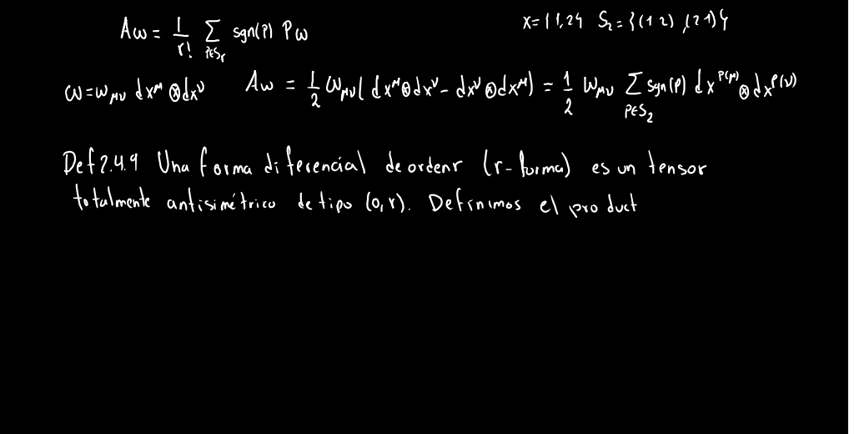 Aω = 1/r! Σ_{P∈S_r} sgn(P) Pω
x={1,2} S₂={(1 2),(2 1)}
ω=ω_{μν} dx^μ⊗dx^ν Aω = 1/2 ω_{μν}(dx^μ⊗dx^ν − dx^ν⊗dx^μ) = 1/2 ω_{μν} Σ_{P∈S₂} sgn(P) dx^{P(μ)}⊗dx^{P(ν)}
Def 2.4.9 Una forma diferencial de orden r (r-forma) es un tensor
totalmente antisimétrico de tipo (0,r). Definimos el product